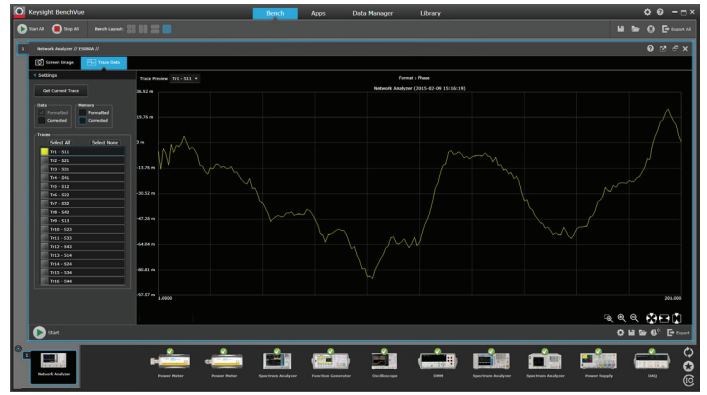 Keysight BenchVue
Bench Apps Data Manager Library
Start All Stop All Bench Layout: Export All
1 Network Analyzer // E5080A //
Screen Image Trace Data
Settings
Get Current Trace
Data Memory
Formatted Formatted
Corrected Corrected
Traces
Select All Select None
Tr1 - S11
Tr2 - S21
Tr3 - S31
Tr4 - S41
Tr5 - S12
Tr6 - S22
Tr7 - S32
Tr8 - S42
Tr9 - S13
Tr10 - S23
Tr11 - S33
Tr12 - S43
Tr13 - S14
Tr14 - S24
Tr15 - S34
Tr16 - S44
Trace Preview Tr1 - S11
Format : Phase
Network Analyzer (2015-02-09 15:16:19)
36.52 m
19.76 m
3 m
-13.76 m
-30.52 m
-47.28 m
-64.04 m
-80.81 m
-97.57 m
1.0000 201.000
Start Export
1
Network Analyzer
Power Meter Power Meter Spectrum Analyzer Function Generator Oscilloscope DMM Spectrum Analyzer Spectrum Analyzer Power Supply DAQ